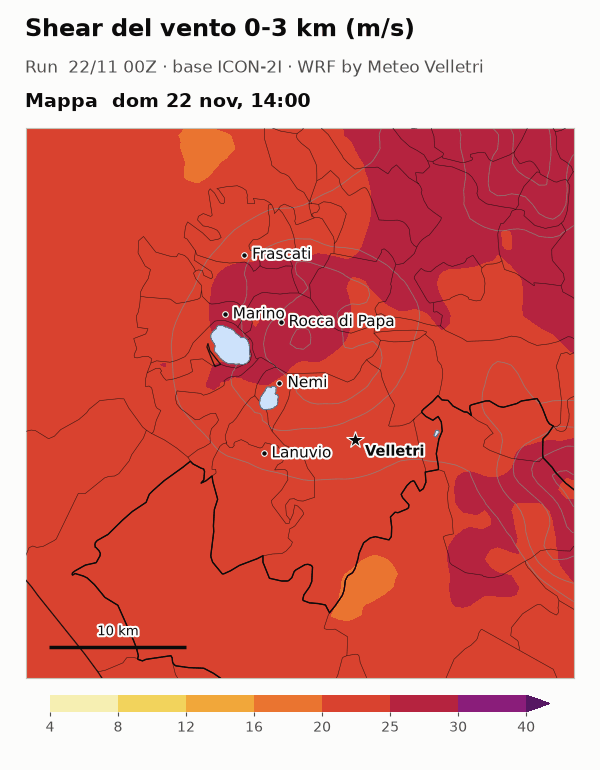 Shear del vento 0-3 km (m/s)
Run  22/11 00Z · base ICON-2I · WRF by Meteo Velletri
Mappa  dom 22 nov, 14:00
Frascati
Marino
Rocca di Papa
Nemi
Velletri
Lanuvio
10 km
4 8 12 16 20 25 30 40